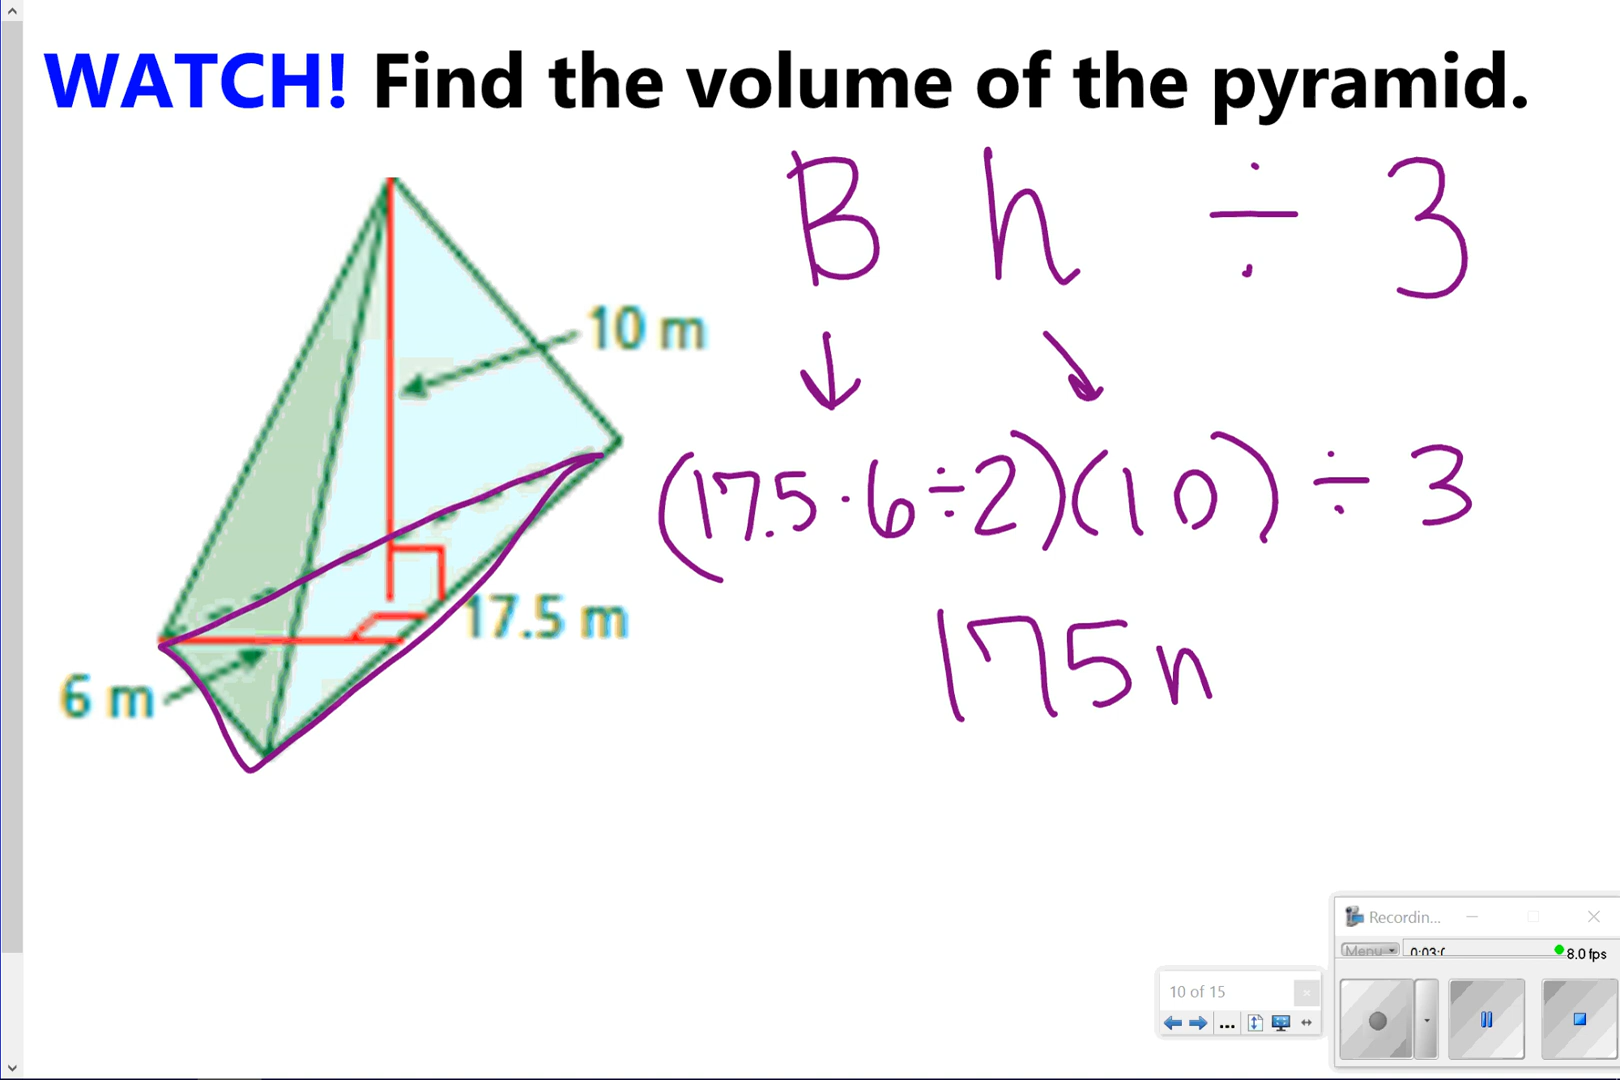 WATCH! Find the volume of the pyramid.
B h ÷ 3
10 m
(17.5 · 6 ÷ 2)(10) ÷ 3
17.5 m
175n
6 m
Recordin...
Menu
8.0 fps
10 of 15